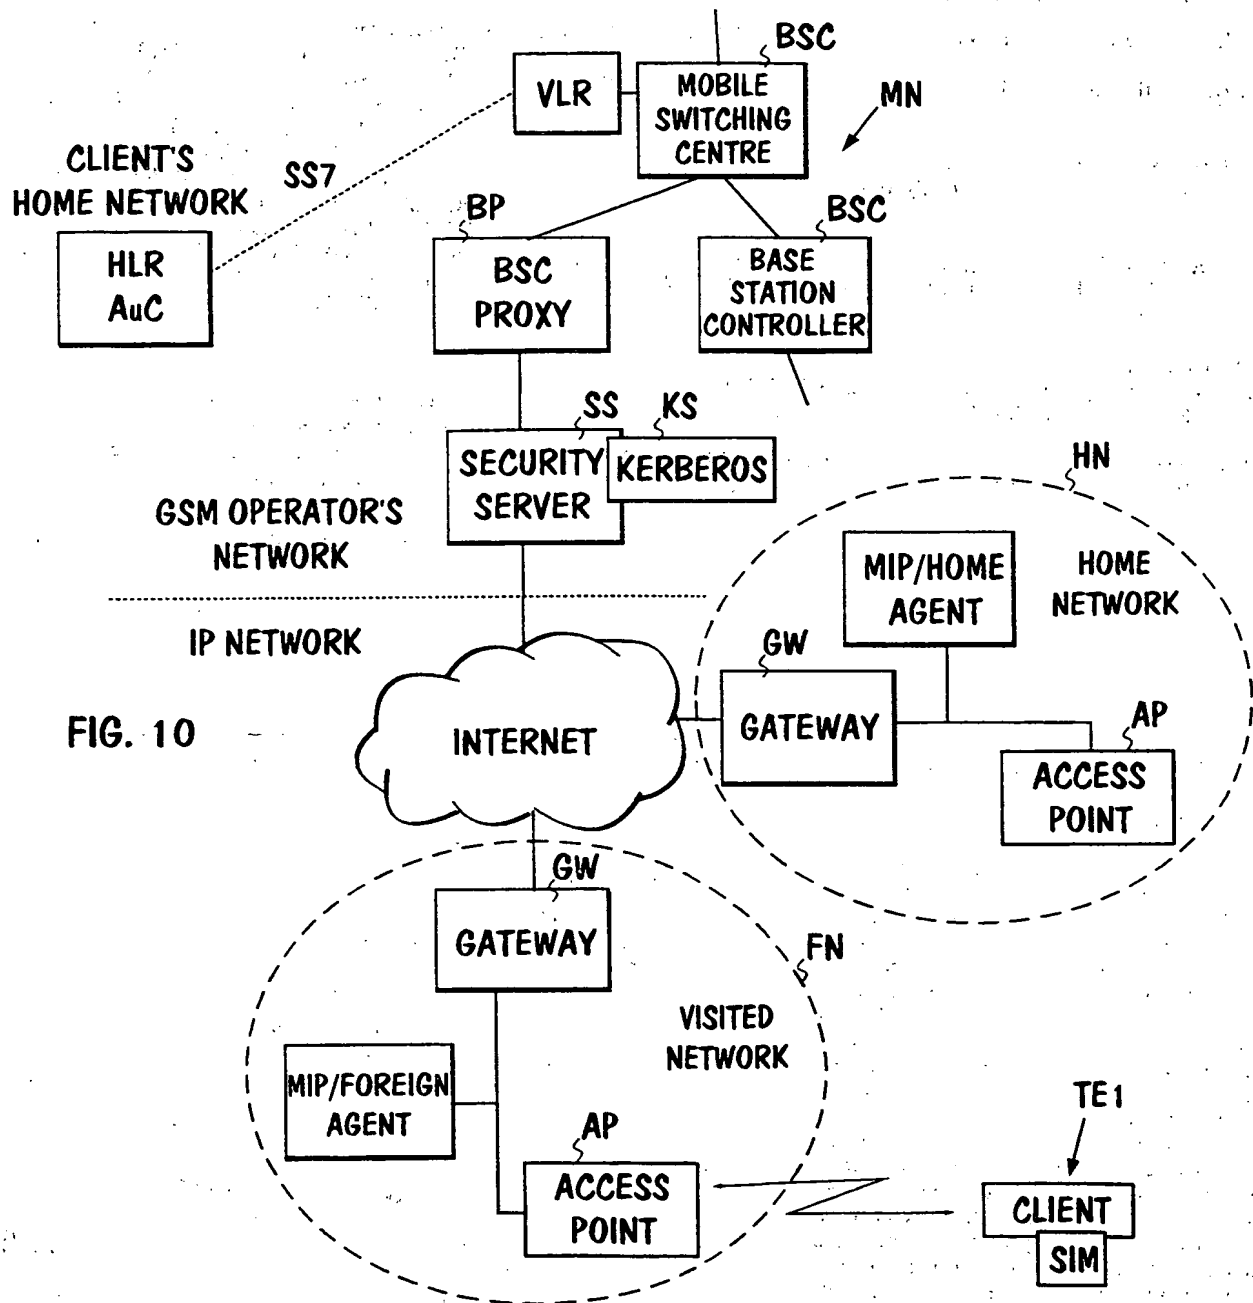 BSC
VLR
MOBILE
SWITCHING
CENTRE
MN
CLIENT'S
HOME NETWORK
SS7
HLR
AuC
BP
BSC
PROXY
BSC
BASE
STATION
CONTROLLER
SS
KS
SECURITY
SERVER
KERBEROS
GSM OPERATOR'S
NETWORK
HN
MIP/HOME
AGENT
HOME
NETWORK
IP NETWORK
GW
GATEWAY
AP
ACCESS
POINT
FIG. 10
INTERNET
GW
GATEWAY
FN
VISITED
NETWORK
MIP/FOREIGN
AGENT
AP
ACCESS
POINT
TE1
CLIENT
SIM